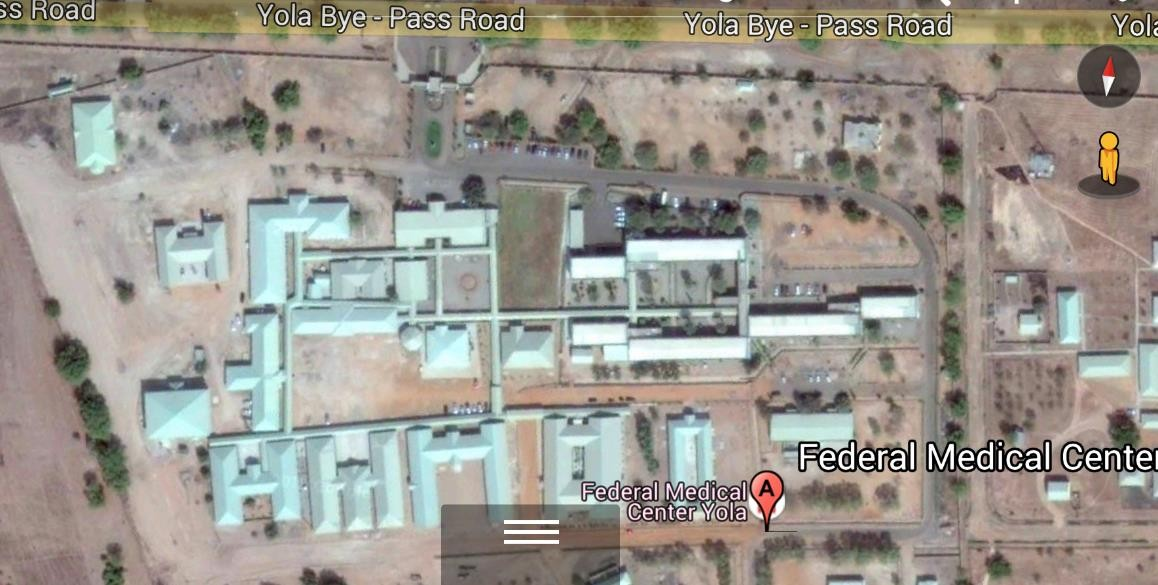 ss Road
Yola Bye - Pass Road
Yola Bye - Pass Road
Yola
Federal Medical Center
Federal Medical
Center Yola
A